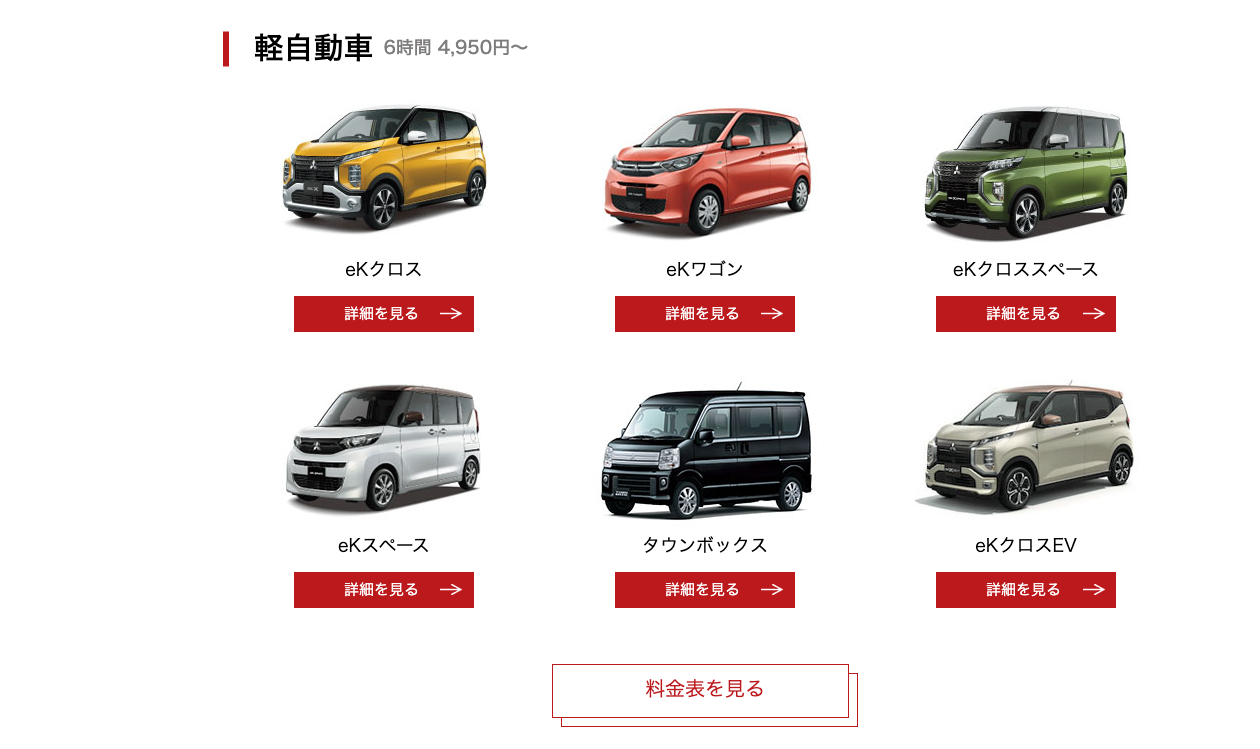 軽自動車 6時間 4,950円〜
eKクロス
eKワゴン
eKクロススペース
詳細を見る
詳細を見る
詳細を見る
eKスペース
タウンボックス
eKクロスEV
詳細を見る
詳細を見る
詳細を見る
料金表を見る